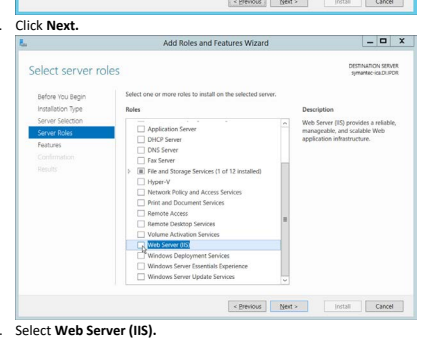 < Previous Next > Install Cancel
. Click Next.
Add Roles and Features Wizard
Select server roles
DESTINATION SERVER
Before You Begin
Installation Type
Server Selection
Server Roles
Features
Confirmation
Results
Select one or more roles to install on the selected server.
Roles
Application Server
DHCP Server
DNS Server
Fax Server
File and Storage Services (1 of 12 installed)
Hyper-V
Network Policy and Access Services
Print and Document Services
Remote Access
Remote Desktop Services
Volume Activation Services
Web Server (IIS)
Windows Deployment Services
Windows Server Essentials Experience
Windows Server Update Services
Description
Web Server (IIS) provides a reliable,
manageable, and scalable Web
application infrastructure.
< Previous Next > Install Cancel
. Select Web Server (IIS).